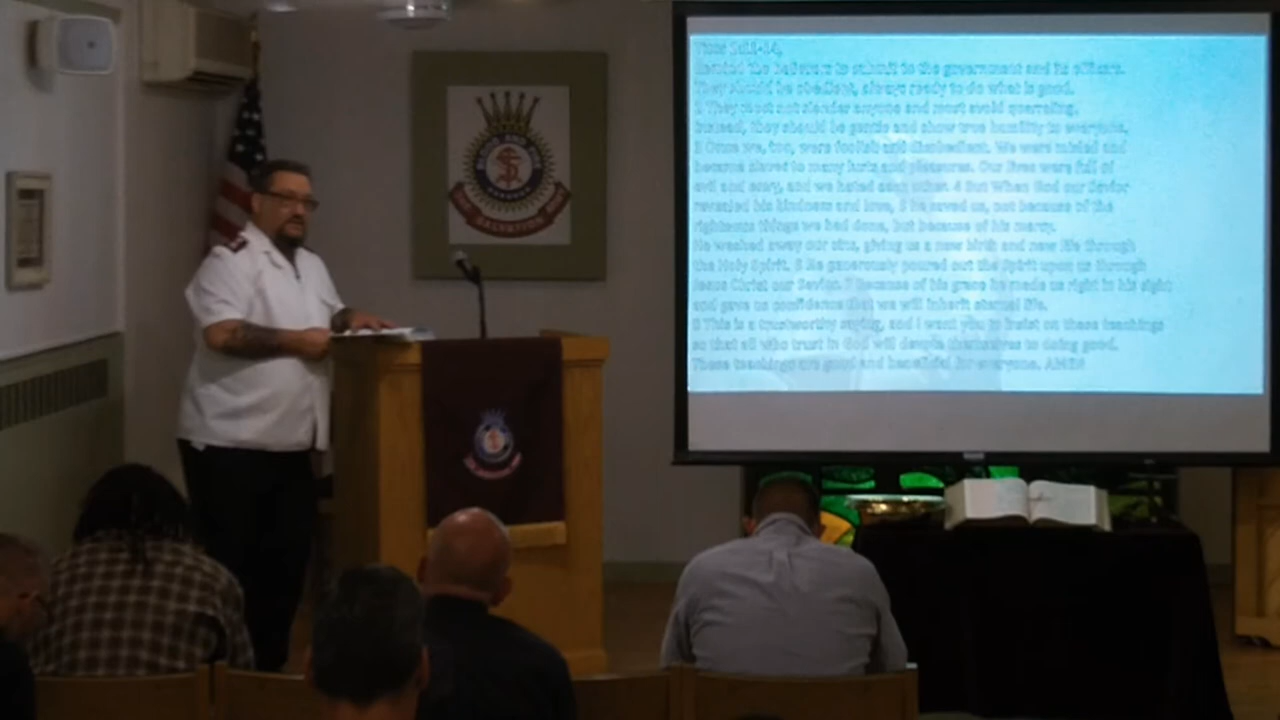 BLOOD AND FIRE
THE SALVATION ARMY
Remind the believers to submit to the government and its officers.
They should be obedient, always ready to do what is good.
2 They must not slander anyone and must avoid quarreling.
Instead, they should be gentle and show true humility to everyone.
3 Once we, too, were foolish and disobedient. We were misled and
became slaves to many lusts and pleasures. Our lives were full of
evil and envy, and we hated each other. 4 But When God our Savior
revealed his kindness and love, 5 he saved us, not because of the
righteous things we had done, but because of his mercy.
He washed away our sins, giving us a new birth and new life through
the Holy Spirit. 6 He generously poured out the Spirit upon us through
Jesus Christ our Savior. 7 Because of his grace he made us right in his sight
and gave us confidence that we will inherit eternal life.
8 This is a trustworthy saying, and I want you to insist on these teachings
so that all who trust in God will devote themselves to doing good.
These teachings are good and beneficial for everyone. AMEN